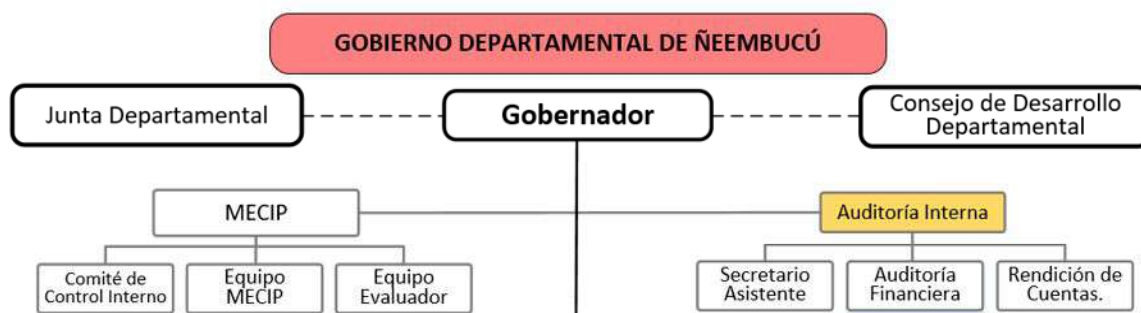 GOBIERNO DEPARTAMENTAL DE ÑEEMBUCÚ
Junta Departamental
Gobernador
Consejo de Desarrollo
Departamental
MECIP
Auditoría Interna
Comité de
Control Interno
Equipo
MECIP
Equipo
Evaluador
Secretario
Asistente
Auditoría
Financiera
Rendición de
Cuentas.